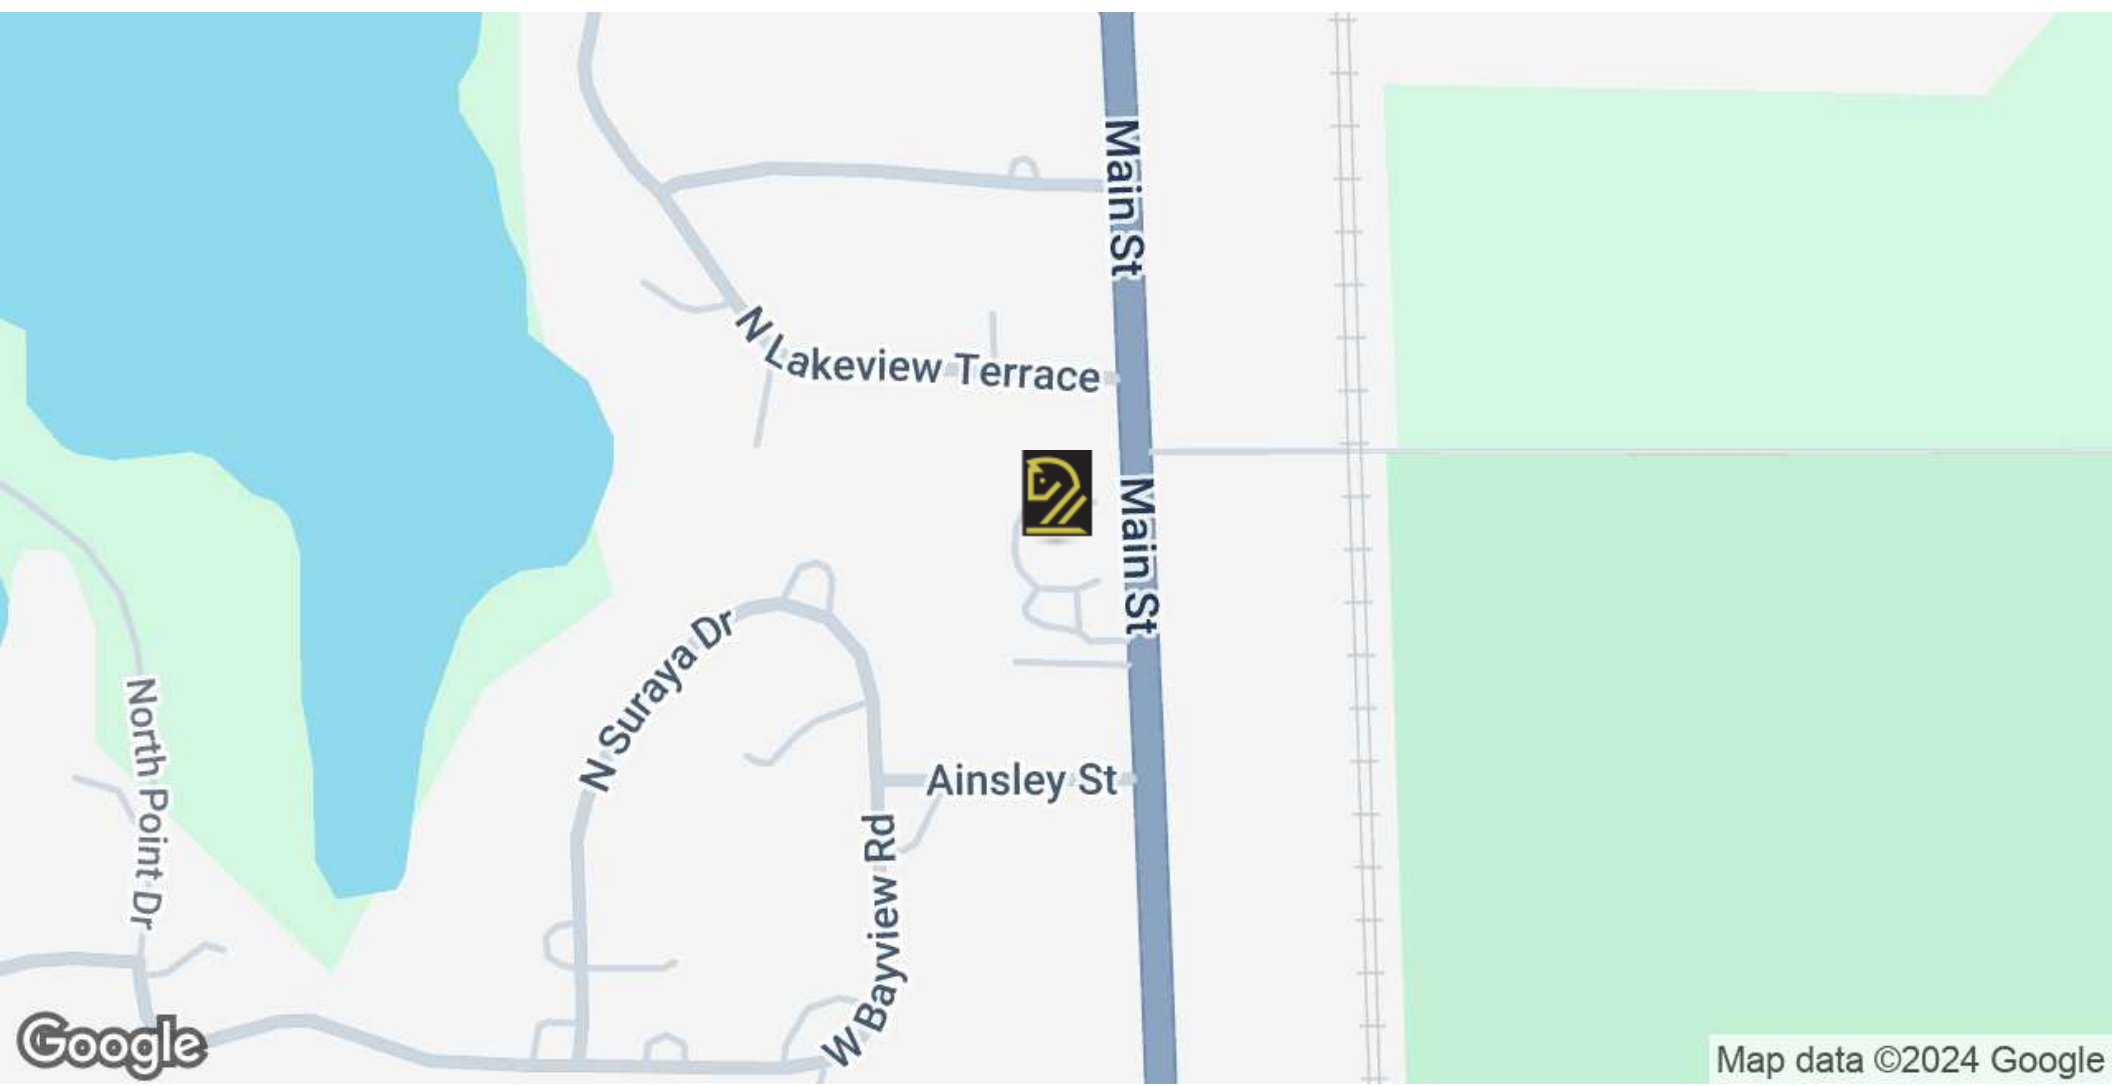 Main St
N Lakeview Terrace
Main St
N Suraya Dr
North Point Dr
Ainsley St
W Bayview Rd
Google
Map data ©2024 Google